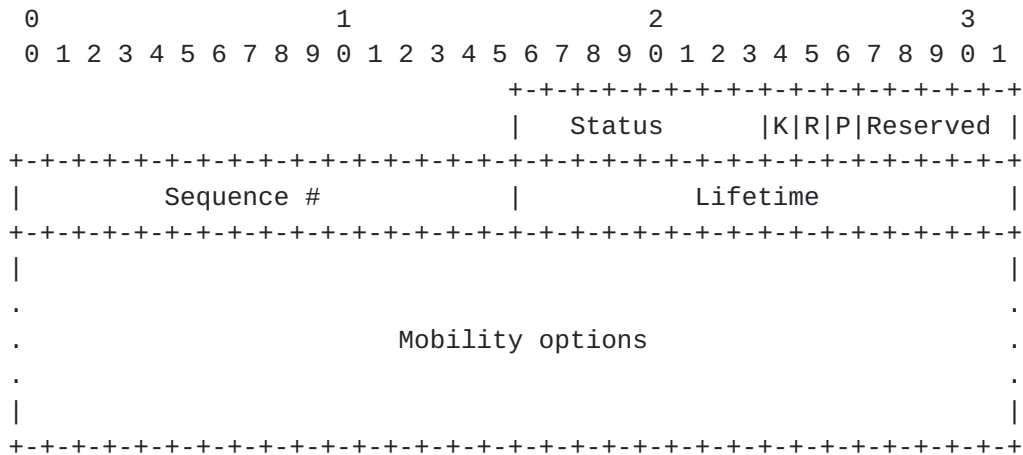 0                   1                   2                   3
 0 1 2 3 4 5 6 7 8 9 0 1 2 3 4 5 6 7 8 9 0 1 2 3 4 5 6 7 8 9 0 1
                                +-+-+-+-+-+-+-+-+-+-+-+-+-+-+-+-+
                                |   Status      |K|R|P|Reserved |
+-+-+-+-+-+-+-+-+-+-+-+-+-+-+-+-+-+-+-+-+-+-+-+-+-+-+-+-+-+-+-+-+
|         Sequence #            |           Lifetime            |
+-+-+-+-+-+-+-+-+-+-+-+-+-+-+-+-+-+-+-+-+-+-+-+-+-+-+-+-+-+-+-+-+
|                                                               |
.                                                               .
.                        Mobility options                       .
.                                                               .
|                                                               |
+-+-+-+-+-+-+-+-+-+-+-+-+-+-+-+-+-+-+-+-+-+-+-+-+-+-+-+-+-+-+-+-+